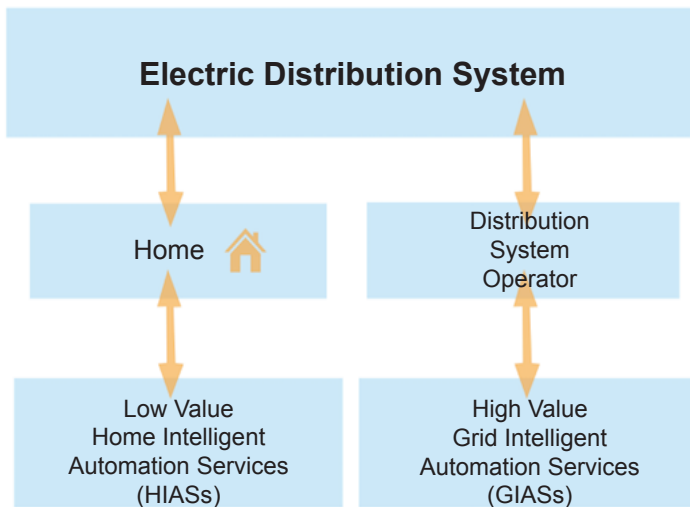 Electric Distribution System
Home
Distribution
System
Operator
Low Value
Home Intelligent
Automation Services
(HIASs)
High Value
Grid Intelligent
Automation Services
(GIASs)